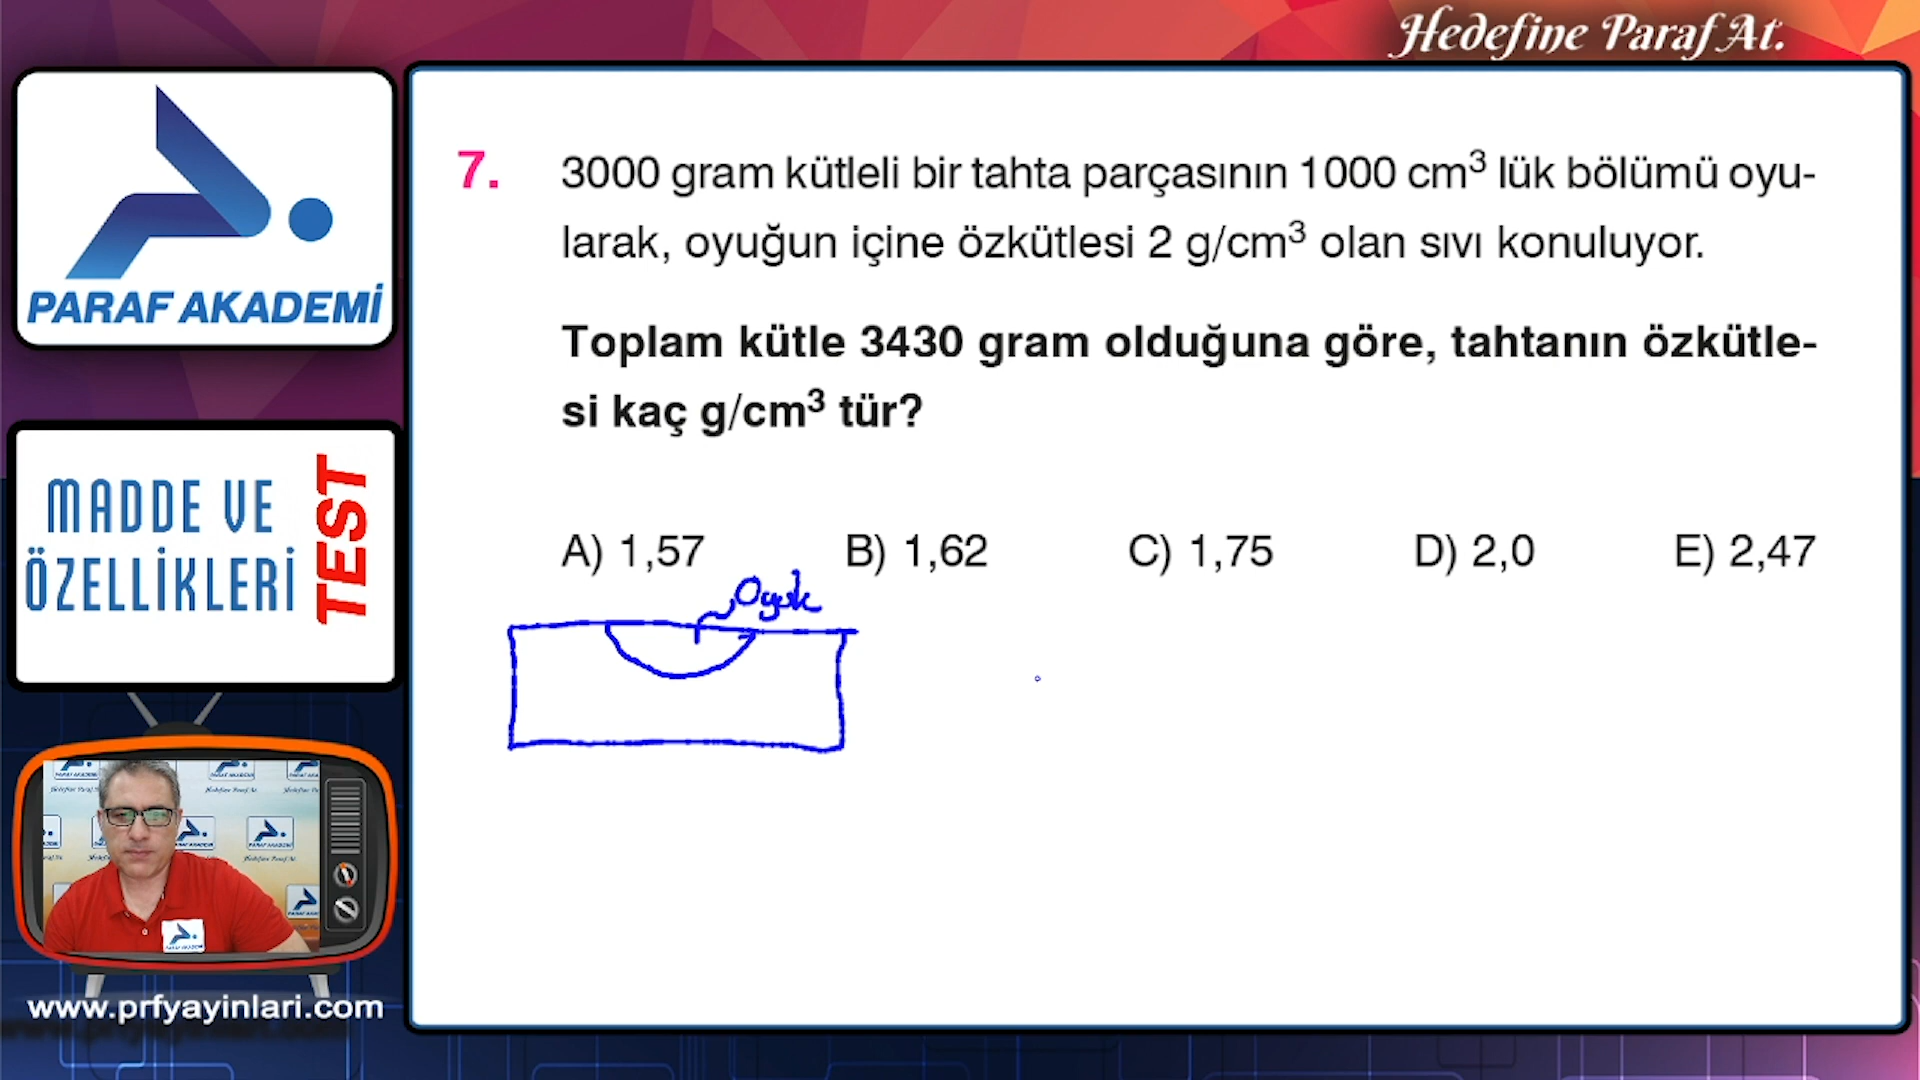 Hedefine Paraf At.
PARAF AKADEMİ
MADDE VE
ÖZELLİKLERİ
TEST
www.prfyayinlari.com
7. 3000 gram kütleli bir tahta parçasının 1000 cm³ lük bölümü oyu-
larak, oyuğun içine özkütlesi 2 g/cm³ olan sıvı konuluyor.
Toplam kütle 3430 gram olduğuna göre, tahtanın özkütle-
si kaç g/cm³ tür?
A) 1,57 B) 1,62 C) 1,75 D) 2,0 E) 2,47
Oyuk